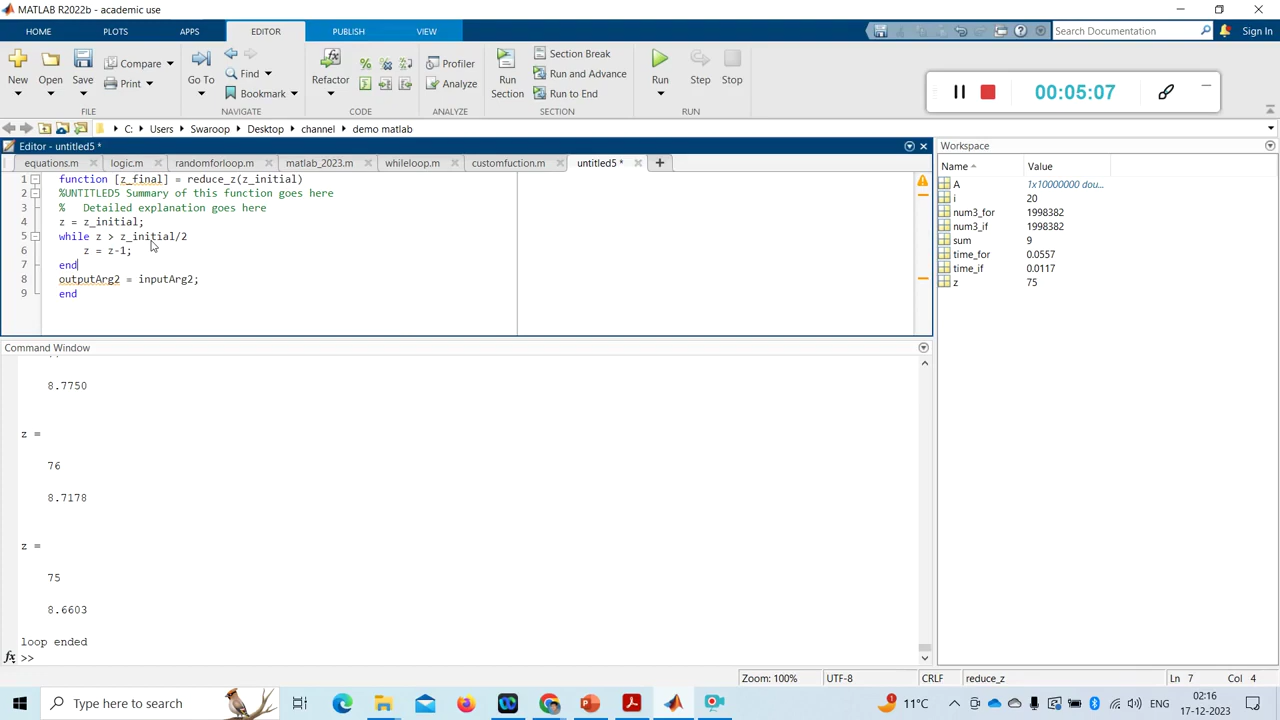 MATLAB R2022b - academic use
HOME PLOTS APPS EDITOR PUBLISH VIEW
Search Documentation
Sign In
New Open Save
Compare
Print
FILE
Go To
Find
Bookmark
NAVIGATE
Refactor
CODE
Profiler
Analyze
ANALYZE
Run Section
Section Break
Run and Advance
Run to End
SECTION
Run Step Stop
RUN
00:05:07
C: Users Swaroop Desktop channel demo matlab
Editor - untitled5 *
equations.m logic.m randomforloop.m matlab_2023.m whileloop.m customfuction.m untitled5 *
1 function [z_final] = reduce_z(z_initial)
2 %UNTITLED5 Summary of this function goes here
3 % Detailed explanation goes here
4 z = z_initial;
5 while z > z_initial/2
6 z = z-1;
7 end
8 outputArg2 = inputArg2;
9 end
Workspace
Name Value
A 1x10000000 dou...
i 20
num3_for 1998382
num3_if 1998382
sum 9
time_for 0.0557
time_if 0.0117
z 75
Command Window
8.7750
z =
76
8.7178
z =
75
8.6603
loop ended
fx >>
Zoom: 100% UTF-8 CRLF reduce_z Ln 7 Col 4
Type here to search
11°C
ENG
02:16
17-12-2023